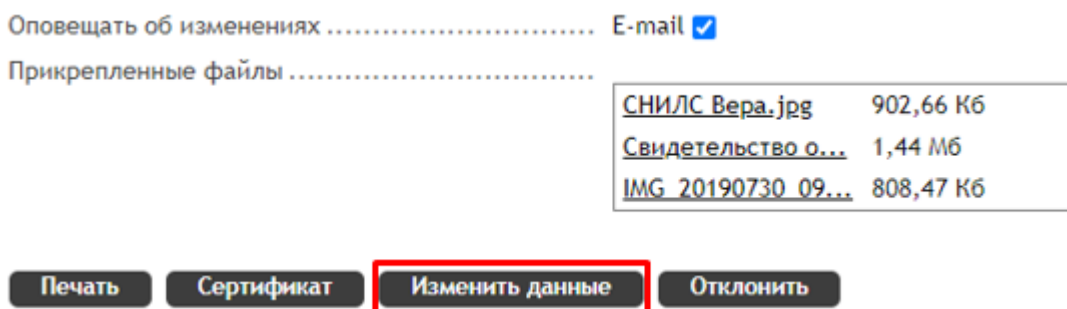 Оповещать об изменениях ............................ E-mail
Прикрепленные файлы ................................
СНИЛС Вера.jpg 902,66 Кб
Свидетельство о... 1,44 Мб
IMG_20190730_09... 808,47 Кб
Печать Сертификат Изменить данные Отклонить